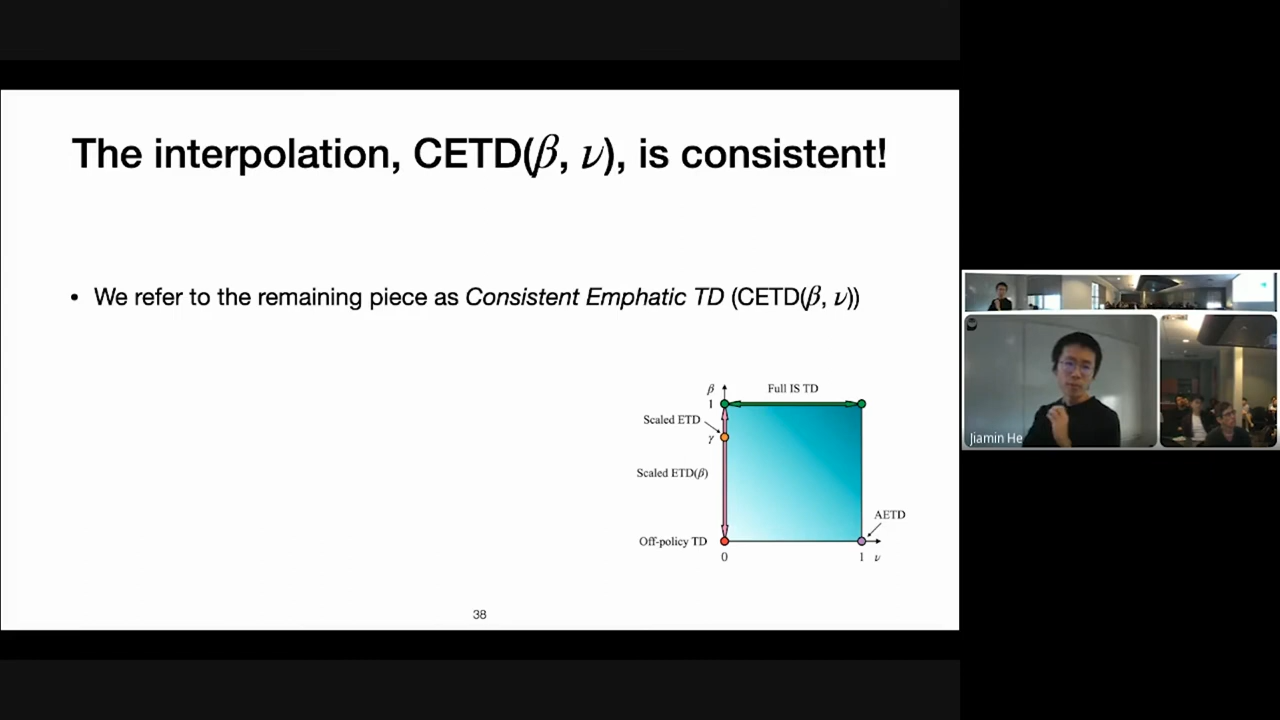 The interpolation, CETD(β, ν), is consistent!
• We refer to the remaining piece as Consistent Emphatic TD (CETD(β, ν))
β
1
Full IS TD
Scaled ETD
γ
Scaled ETD(β)
AETD
Off-policy TD
0
1
ν
38
Jiamin He